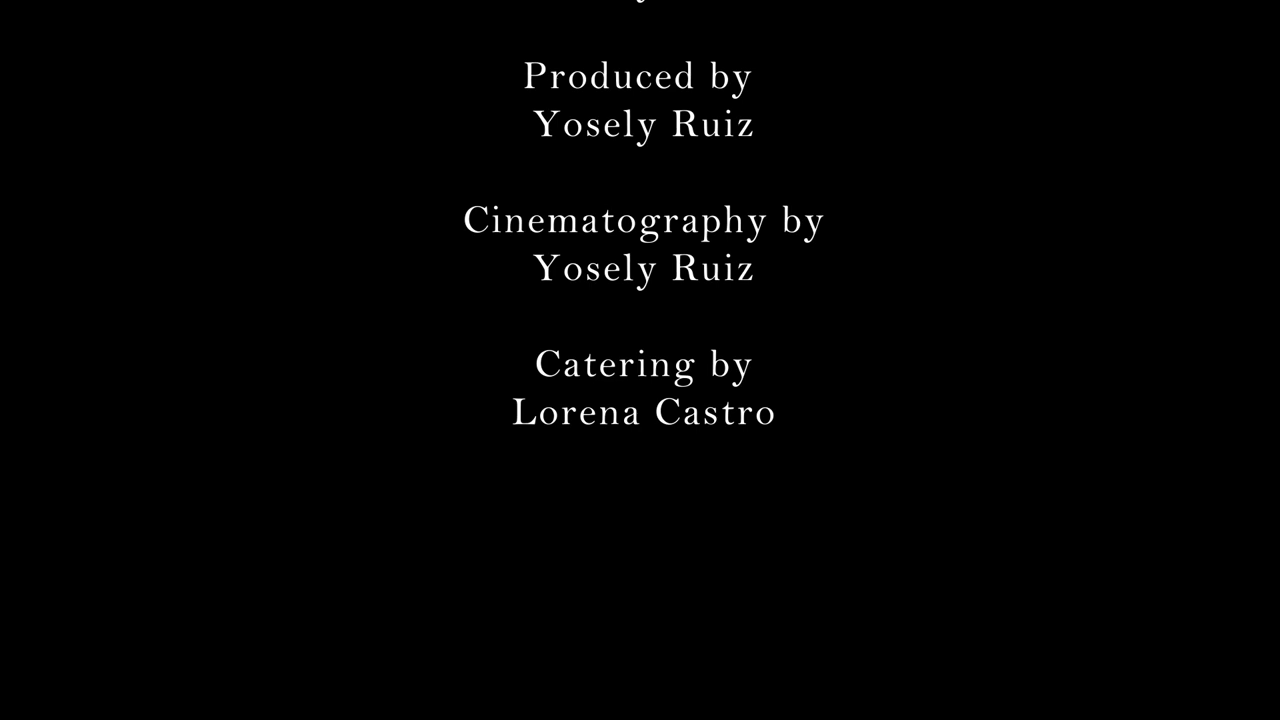 Produced by
Yosely Ruiz
Cinematography by
Yosely Ruiz
Catering by
Lorena Castro